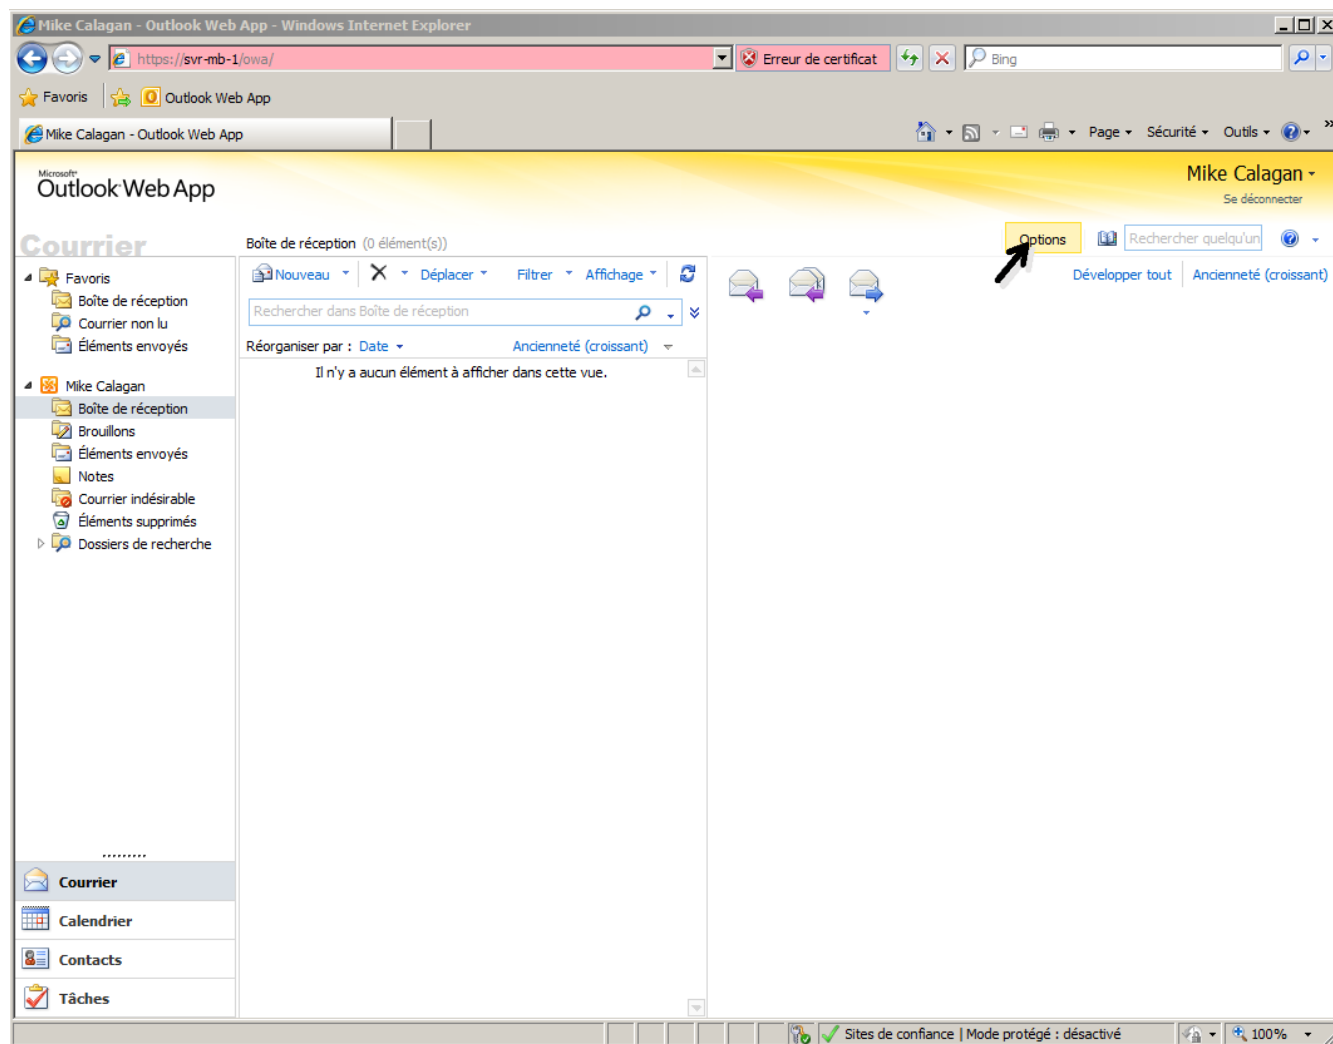 Mike Calagan - Outlook Web App - Windows Internet Explorer
https://svr-mb-1/owa/
Erreur de certificat
Bing
Favoris
Outlook Web App
Mike Calagan - Outlook Web App
Page
Sécurité
Outils
»
Microsoft
Outlook Web App
Mike Calagan
Se déconnecter
Courrier
Boîte de réception (0 élément(s))
Options
Rechercher quelqu'un
Favoris
Boîte de réception
Courrier non lu
Éléments envoyés
Mike Calagan
Boîte de réception
Brouillons
Éléments envoyés
Notes
Courrier indésirable
Éléments supprimés
Dossiers de recherche
Nouveau
Déplacer
Filtrer
Affichage
Rechercher dans Boîte de réception
Réorganiser par : Date
Ancienneté (croissant)
Il n'y a aucun élément à afficher dans cette vue.
Développer tout
Ancienneté (croissant)
Courrier
Calendrier
Contacts
Tâches
Sites de confiance | Mode protégé : désactivé
100%